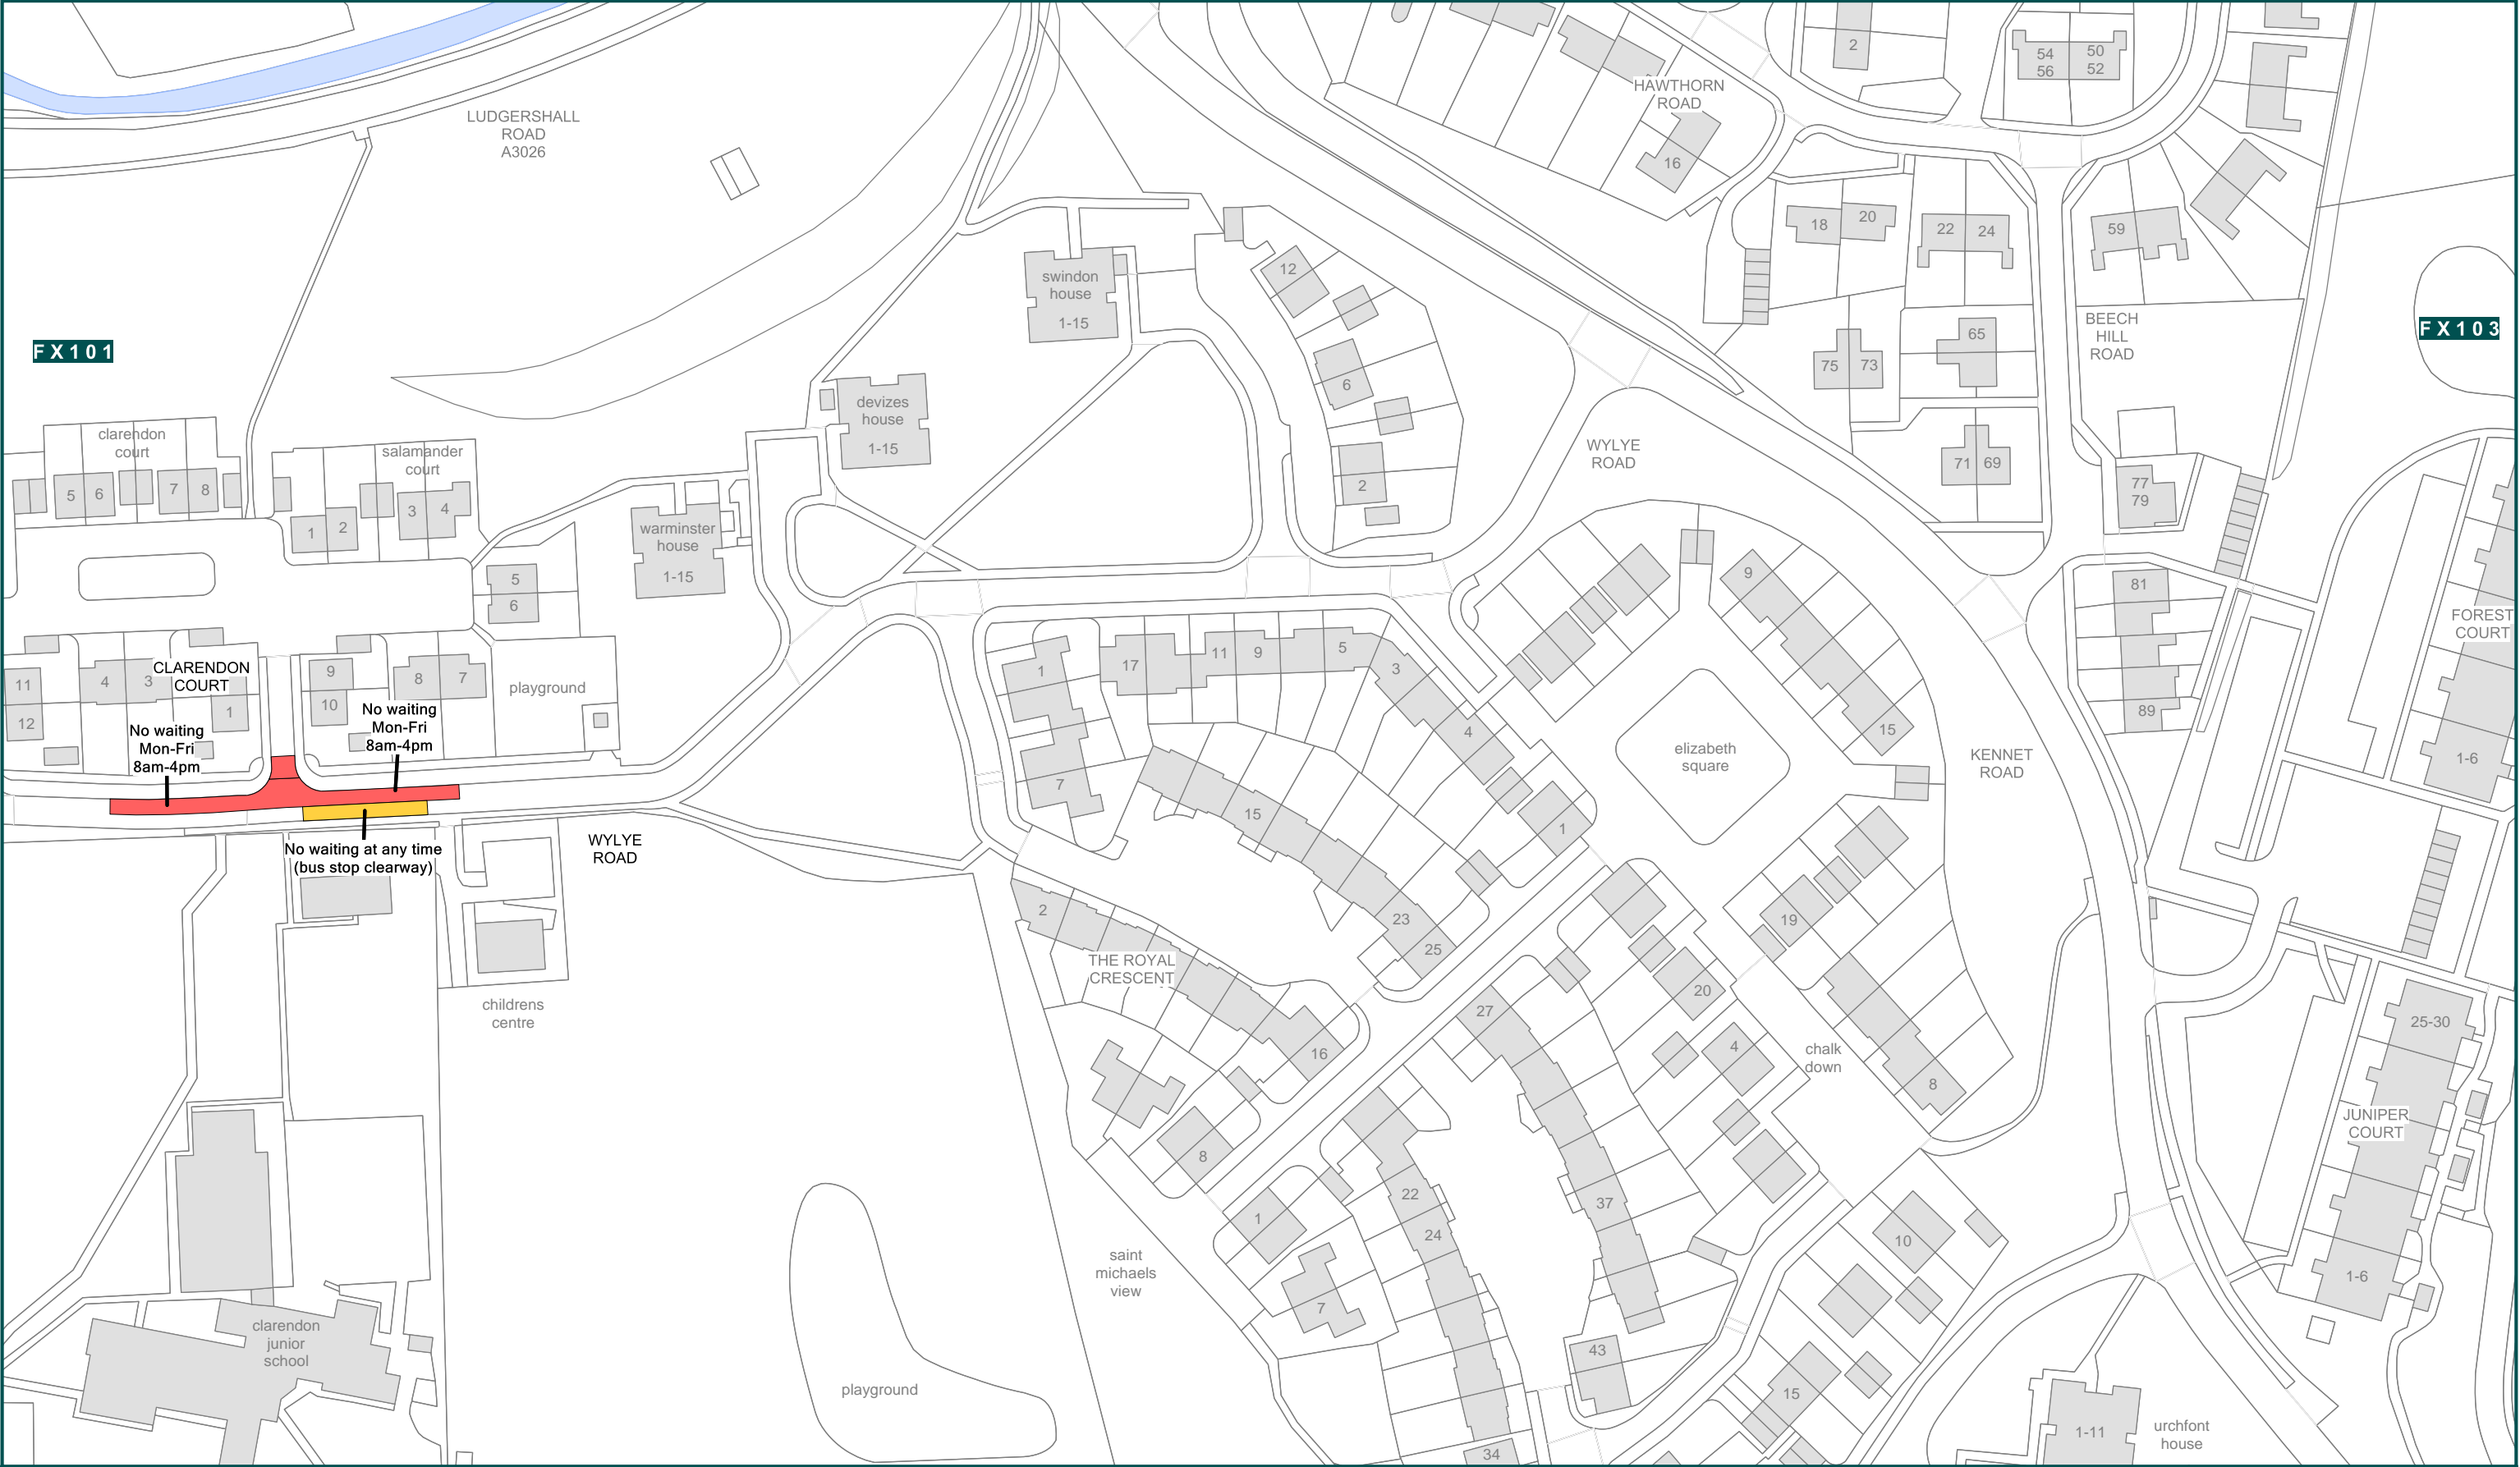 2
54
50
56
52
HAWTHORN
ROAD
LUDGERSHALL
ROAD
A3026
16
18
20
22
24
59
12
swindon
house
1-15
FX101
FX103
BEECH
HILL
ROAD
65
75
73
6
devizes
house
1-15
clarendon
court
salamander
court
WYLYE
ROAD
71
69
77
79
5
6
7
8
1
2
3
4
2
warminster
house
1-15
5
6
9
81
FOREST
COURT
17
11
9
5
3
1
CLARENDON
COURT
11
12
4
3
1
9
10
8
7
playground
No waiting
Mon-Fri
8am-4pm
No waiting
Mon-Fri
8am-4pm
89
15
4
elizabeth
square
KENNET
ROAD
1-6
7
15
1
No waiting at any time
(bus stop clearway)
WYLYE
ROAD
2
23
25
19
THE ROYAL
CRESCENT
20
childrens
centre
27
16
4
chalk
down
8
25-30
JUNIPER
COURT
8
22
37
1
24
10
saint
michaels
view
7
1-6
clarendon
junior
school
43
playground
15
34
1-11
urchfont
house